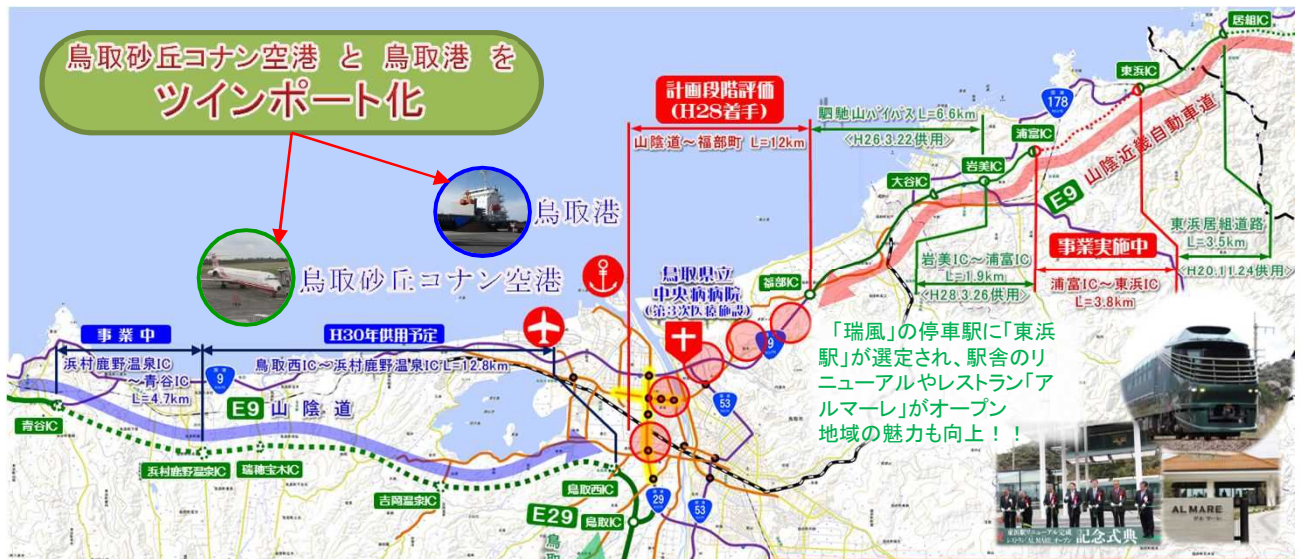 鳥取砂丘コナン空港 と 鳥取港 を
ツインポート化
計画段階評価
(H28着手)
山陰道~福部町 L=12km
駟馳山バイパス L=6.6km
<H26.3.22供用>
居組IC
東浜IC
178
浦富IC
岩美IC
大谷IC
E9 山陰近畿自動車道
鳥取港
鳥取砂丘コナン空港
鳥取県立
中央病病院
(第3次医療施設)
福部IC
9
岩美IC~浦富IC
L=1.9km
<H28.3.26供用>
事業実施中
浦富IC~東浜IC
L=3.8km
東浜居組道路
L=3.5km
<H20.11.24供用>
事業中
浜村鹿野温泉IC
~青谷IC
L=4.7km
H30年供用予定
鳥取西IC~浜村鹿野温泉IC L=12.8km
9
E9 山陰道
青谷IC
浜村鹿野温泉IC
瑞穂宝木IC
吉岡温泉IC
鳥取西IC
鳥取IC
E29
鳥取
29
53
53
「瑞風」の停車駅に「東浜
駅」が選定され、駅舎のリ
ニューアルやレストラン「ア
ルマーレ」がオープン
地域の魅力も向上!!
記念式典
AL MARE